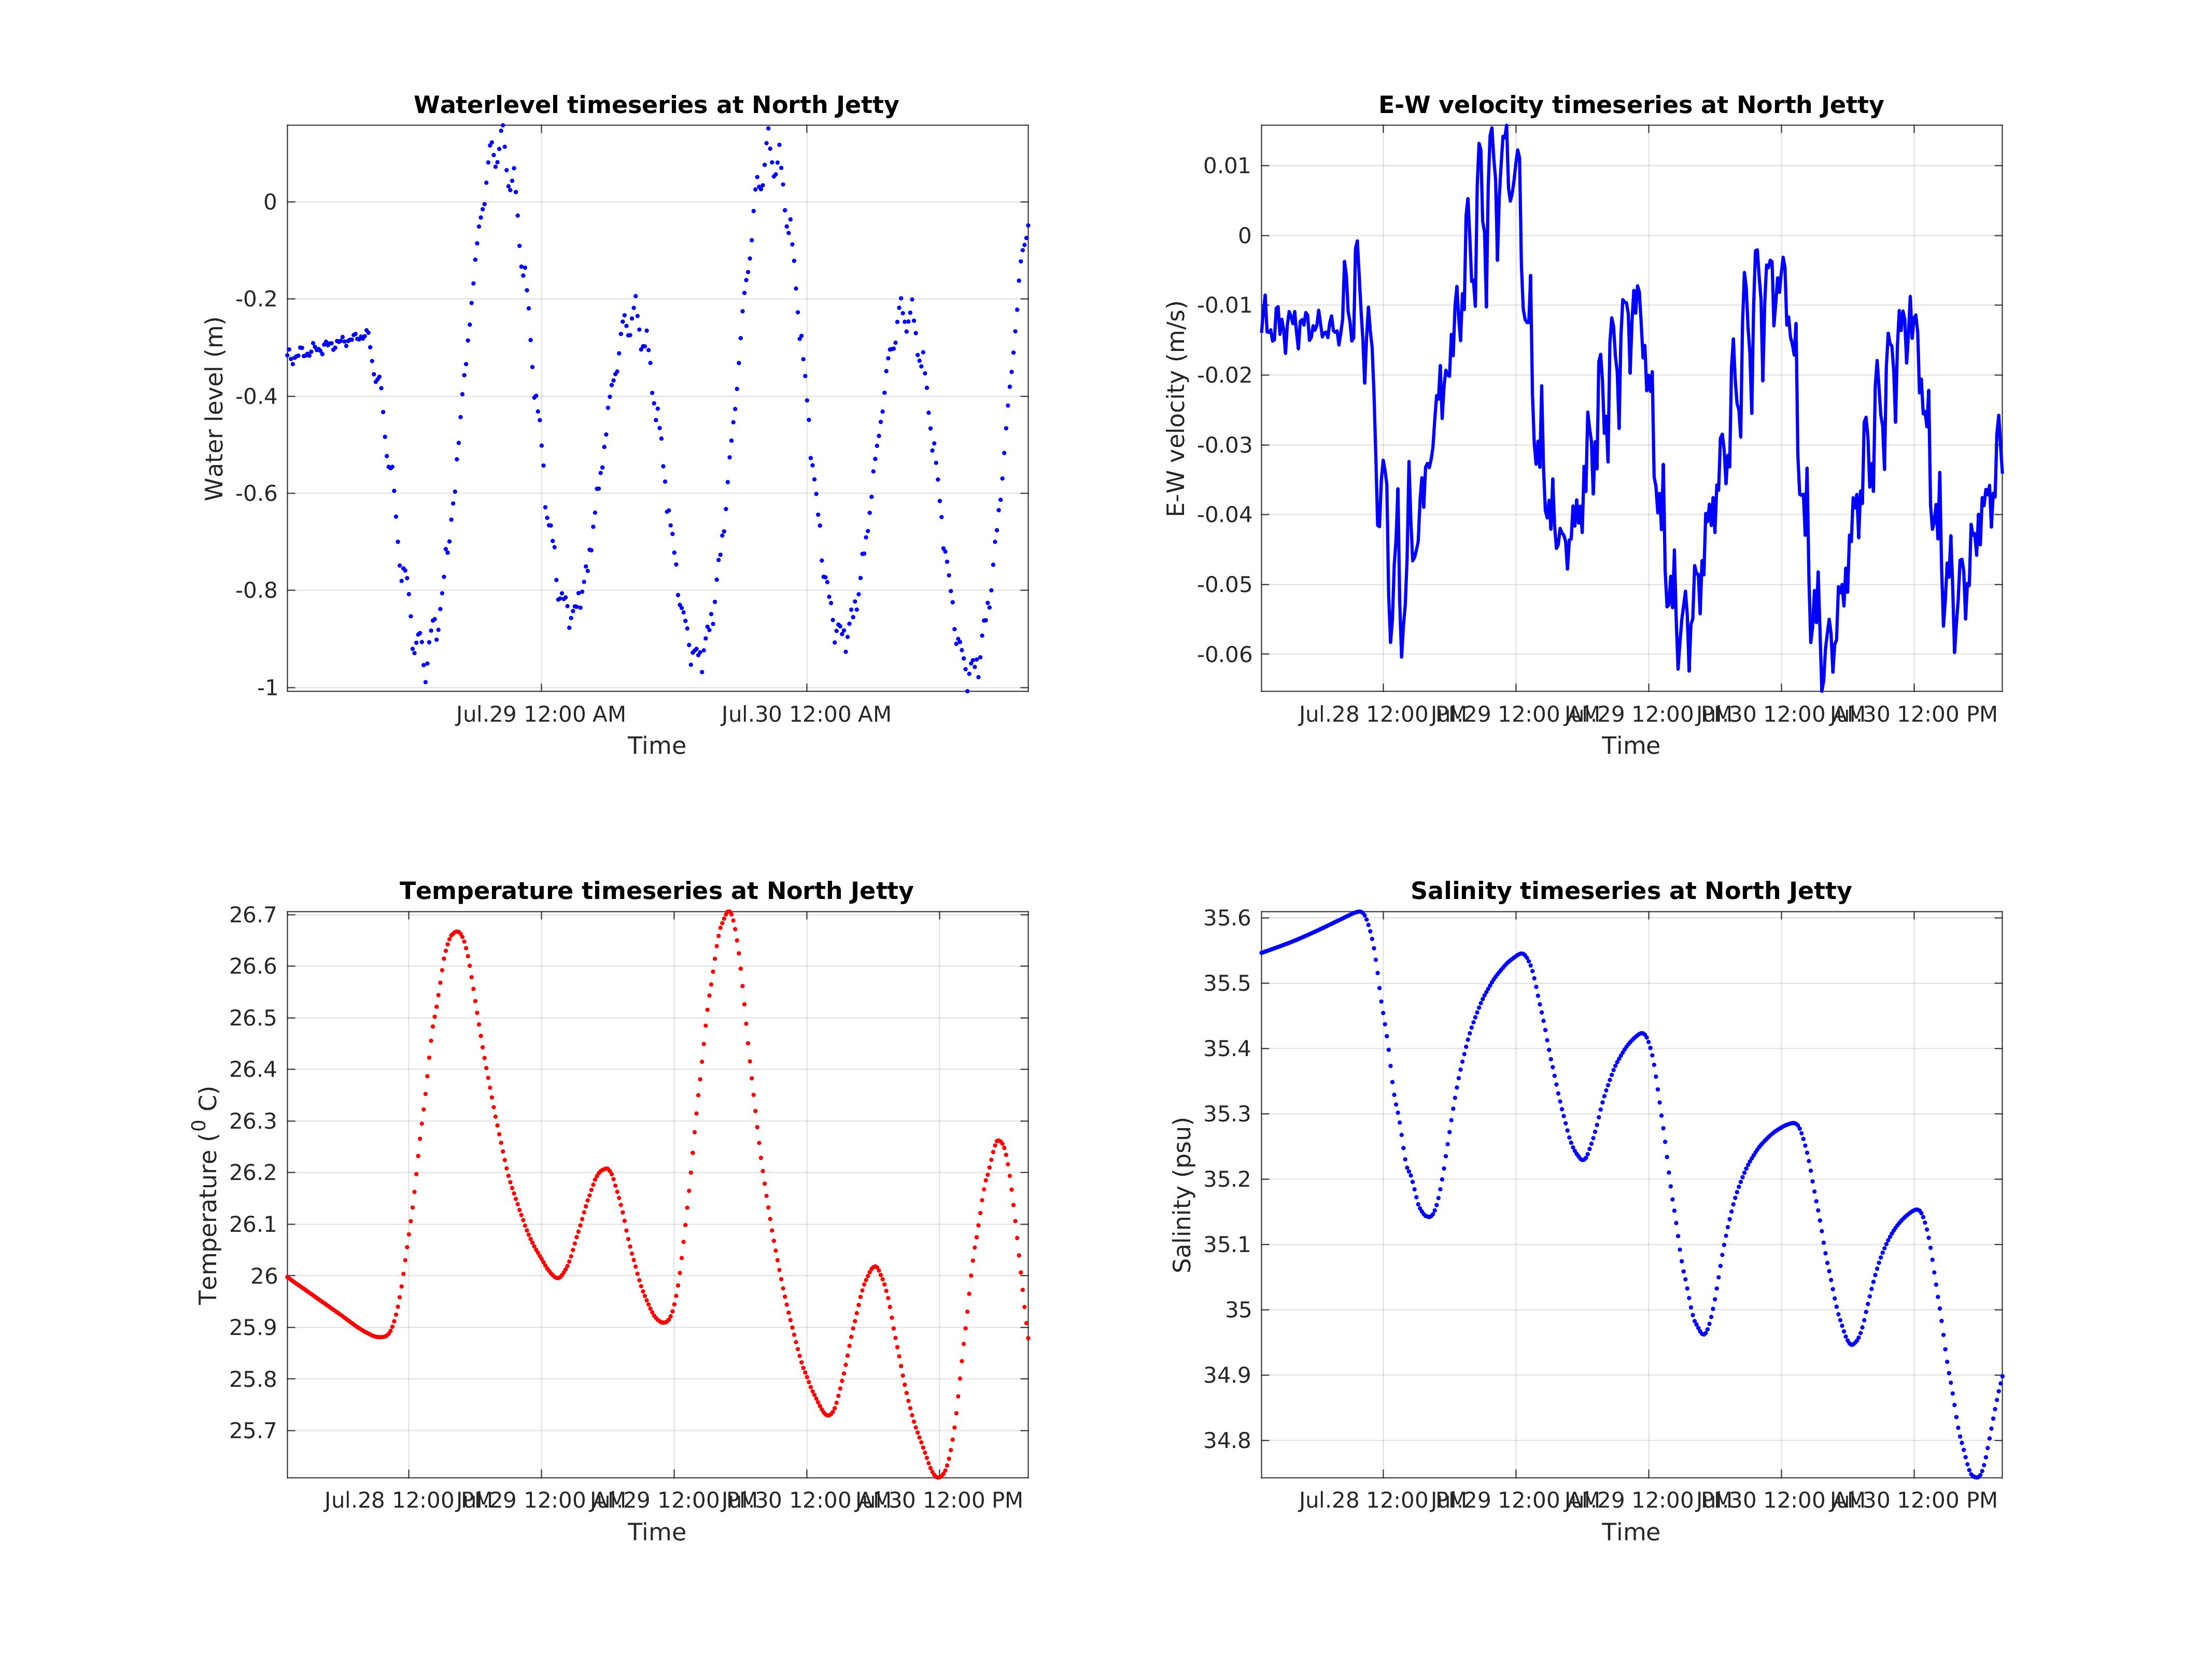 Waterlevel timeseries at North Jetty
0
-0.2
-0.4
-0.6
-0.8
-1
Water level (m)
Jul.29 12:00 AM
Jul.30 12:00 AM
Time
E-W velocity timeseries at North Jetty
0.01
0
-0.01
-0.02
-0.03
-0.04
-0.05
-0.06
E-W velocity (m/s)
Jul.28 12:00 PM
Jul.29 12:00 AM
Jul.29 12:00 PM
Jul.30 12:00 AM
Jul.30 12:00 PM
Time
Temperature timeseries at North Jetty
26.7
26.6
26.5
26.4
26.3
26.2
26.1
26
25.9
25.8
25.7
Temperature (⁰ C)
Jul.28 12:00 PM
Jul.29 12:00 AM
Jul.29 12:00 PM
Jul.30 12:00 AM
Jul.30 12:00 PM
Time
Salinity timeseries at North Jetty
35.6
35.5
35.4
35.3
35.2
35.1
35
34.9
34.8
Salinity (psu)
Jul.28 12:00 PM
Jul.29 12:00 AM
Jul.29 12:00 PM
Jul.30 12:00 AM
Jul.30 12:00 PM
Time